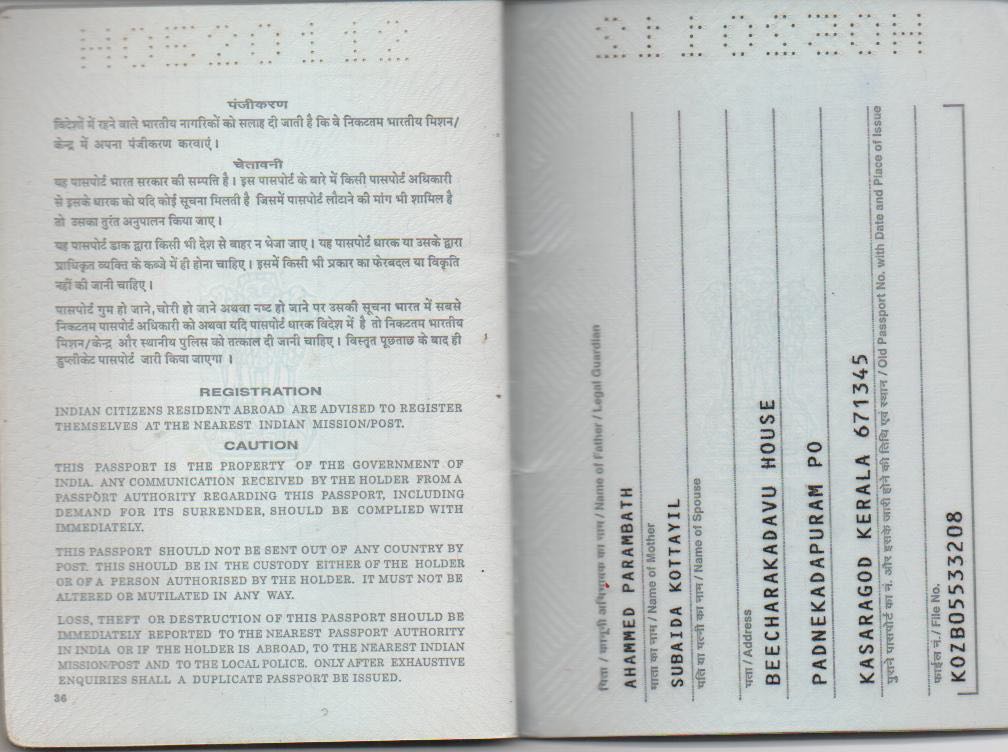 H0520112
पंजीकरण
विदेशों में रहने वाले भारतीय नागरिकों को सलाह दी जाती है कि वे निकटतम भारतीय मिशन/
केन्द्र में अपना पंजीकरण करवाएं ।
चेतावनी
यह पासपोर्ट भारत सरकार की सम्पत्ति है । इस पासपोर्ट के बारे में किसी पासपोर्ट अधिकारी
से इसके धारक को यदि कोई सूचना मिलती है जिसमें पासपोर्ट लौटाने की मांग भी शामिल है
तो उसका तुरंत अनुपालन किया जाए ।
यह पासपोर्ट डाक द्वारा किसी भी देश से बाहर न भेजा जाए । यह पासपोर्ट धारक या उसके द्वारा
प्राधिकृत व्यक्ति के कब्जे में ही होना चाहिए । इसमें किसी भी प्रकार का फेरबदल या विकृति
नहीं की जानी चाहिए ।
पासपोर्ट गुम हो जाने, चोरी हो जाने अथवा नष्ट हो जाने पर उसकी सूचना भारत में सबसे
निकटतम पासपोर्ट अधिकारी को अथवा यदि पासपोर्ट धारक विदेश में है तो निकटतम भारतीय
मिशन/केन्द्र और स्थानीय पुलिस को तत्काल दी जानी चाहिए । विस्तृत पूछताछ के बाद ही
डुप्लीकेट पासपोर्ट जारी किया जाएगा ।
REGISTRATION
INDIAN CITIZENS RESIDENT ABROAD ARE ADVISED TO REGISTER
THEMSELVES AT THE NEAREST INDIAN MISSION/POST.
CAUTION
THIS PASSPORT IS THE PROPERTY OF THE GOVERNMENT OF
INDIA. ANY COMMUNICATION RECEIVED BY THE HOLDER FROM A
PASSPORT AUTHORITY REGARDING THIS PASSPORT, INCLUDING
DEMAND FOR ITS SURRENDER, SHOULD BE COMPLIED WITH
IMMEDIATELY.
THIS PASSPORT SHOULD NOT BE SENT OUT OF ANY COUNTRY BY
POST. THIS SHOULD BE IN THE CUSTODY EITHER OF THE HOLDER
OR OF A PERSON AUTHORISED BY THE HOLDER. IT MUST NOT BE
ALTERED OR MUTILATED IN ANY WAY.
LOSS, THEFT OR DESTRUCTION OF THIS PASSPORT SHOULD BE
IMMEDIATELY REPORTED TO THE NEAREST PASSPORT AUTHORITY
IN INDIA OR IF THE HOLDER IS ABROAD, TO THE NEAREST INDIAN
MISSION/POST AND TO THE LOCAL POLICE. ONLY AFTER EXHAUSTIVE
ENQUIRIES SHALL A DUPLICATE PASSPORT BE ISSUED.
36
पिता / कानूनी अभिभावक का नाम / Name of Father / Legal Guardian
AHAMMED PARAMBATH
माता का नाम / Name of Mother
SUBAIDA KOTTAYIL
पति या पत्नी का नाम / Name of Spouse
पता / Address
BEECHARAKADAVU HOUSE
PADNEKADAPURAM PO
KASARAGOD KERALA 671345
पुराने पासपोर्ट का नं. और इसके जारी होने की तिथि एवं स्थान / Old Passport No. with Date and Place of Issue
फाईल नं./ File No.
KOZB05533208